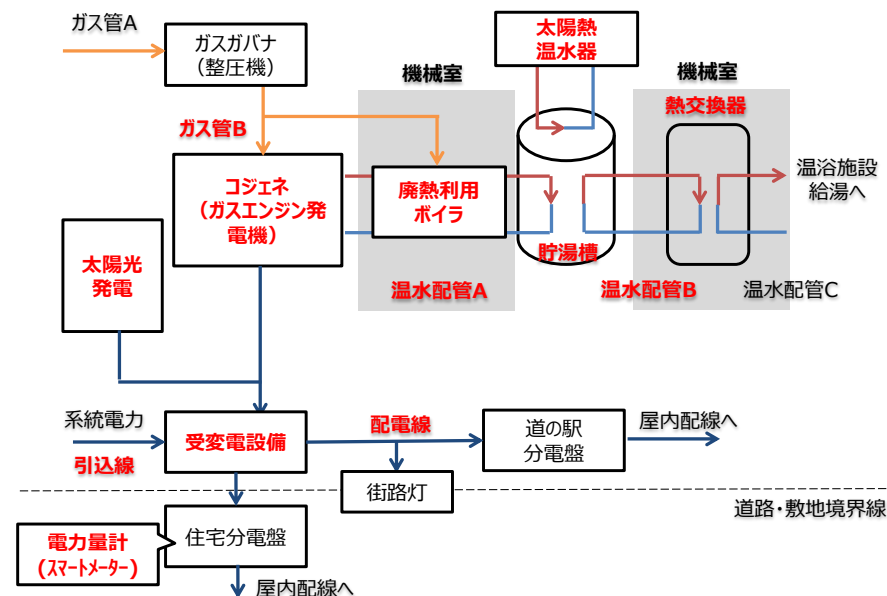 ガス管A
ガスガバナ
（整圧機）
太陽熱
温水器
機械室
機械室
熱交換器
ガス管B
コジェネ
（ガスエンジン発
電機）
廃熱利用
ボイラ
温浴施設
給湯へ
太陽光
発電
貯湯槽
温水配管A
温水配管B
温水配管C
系統電力
引込線
受変電設備
配電線
道の駅
分電盤
屋内配線へ
街路灯
道路・敷地境界線
電力量計
(スマートメーター)
住宅分電盤
屋内配線へ